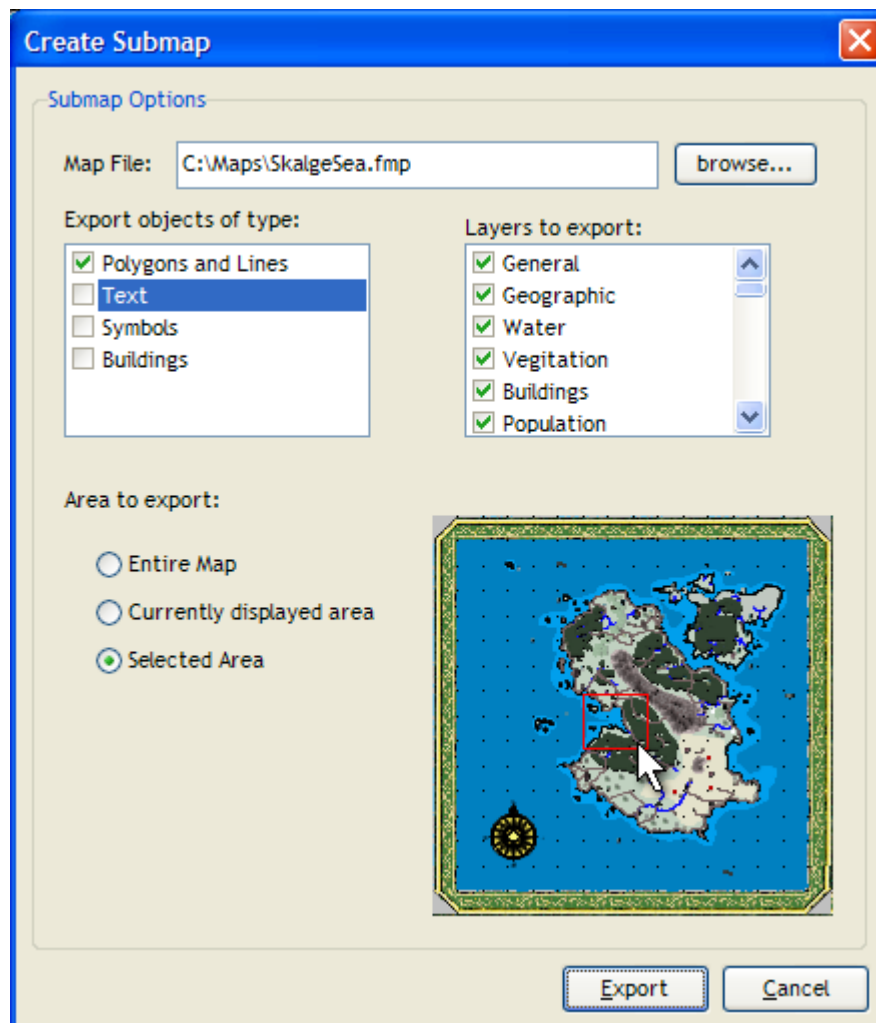 Create Submap
Submap Options
Map File: C:\Maps\SkalgeSea.fmp browse...
Export objects of type:
Polygons and Lines
Text
Symbols
Buildings
Layers to export:
General
Geographic
Water
Vegitation
Buildings
Population
Area to export:
Entire Map
Currently displayed area
Selected Area
Export Cancel